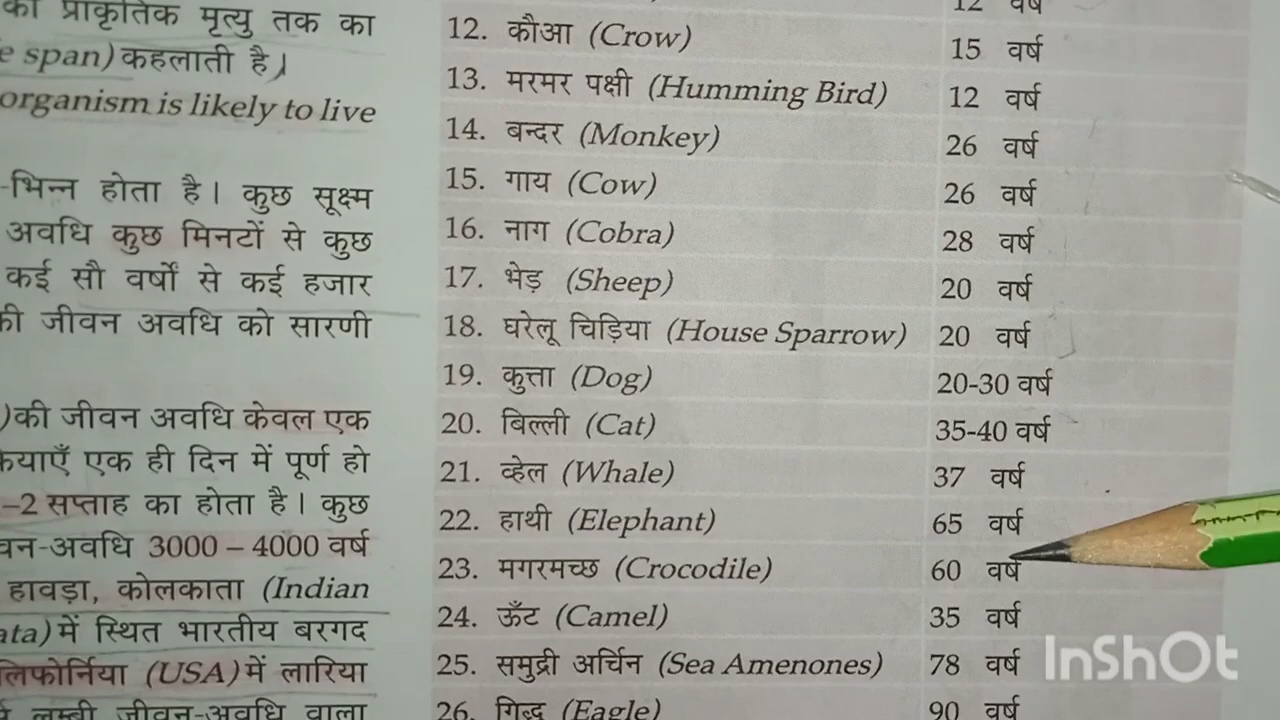 को प्राकृतिक मृत्यु तक का
e span) कहलाती है।
organism is likely to live
-भिन्न होता है। कुछ सूक्ष्म
अवधि कुछ मिनटों से कुछ
कई सौ वर्षों से कई हजार
की जीवन अवधि को सारणी
)की जीवन अवधि केवल एक
क्रियाएँ एक ही दिन में पूर्ण हो
–2 सप्ताह का होता है। कुछ
वन-अवधि 3000 – 4000 वर्ष
हावड़ा, कोलकाता (Indian
ata) में स्थित भारतीय बरगद
लिफोर्निया (USA) में लारिया
लम्बी जीवन-अवधि वाला
12 वर्ष
12. कौआ (Crow) 15 वर्ष
13. मरमर पक्षी (Humming Bird) 12 वर्ष
14. बन्दर (Monkey) 26 वर्ष
15. गाय (Cow) 26 वर्ष
16. नाग (Cobra) 28 वर्ष
17. भेड़ (Sheep) 20 वर्ष
18. घरेलू चिड़िया (House Sparrow) 20 वर्ष
19. कुत्ता (Dog) 20-30 वर्ष
20. बिल्ली (Cat) 35-40 वर्ष
21. व्हेल (Whale) 37 वर्ष
22. हाथी (Elephant) 65 वर्ष
23. मगरमच्छ (Crocodile) 60 वर्ष
24. ऊँट (Camel) 35 वर्ष
25. समुद्री अर्चिन (Sea Amenones) 78 वर्ष
26. गिद्ध (Eagle) 90 वर्ष
InShOt